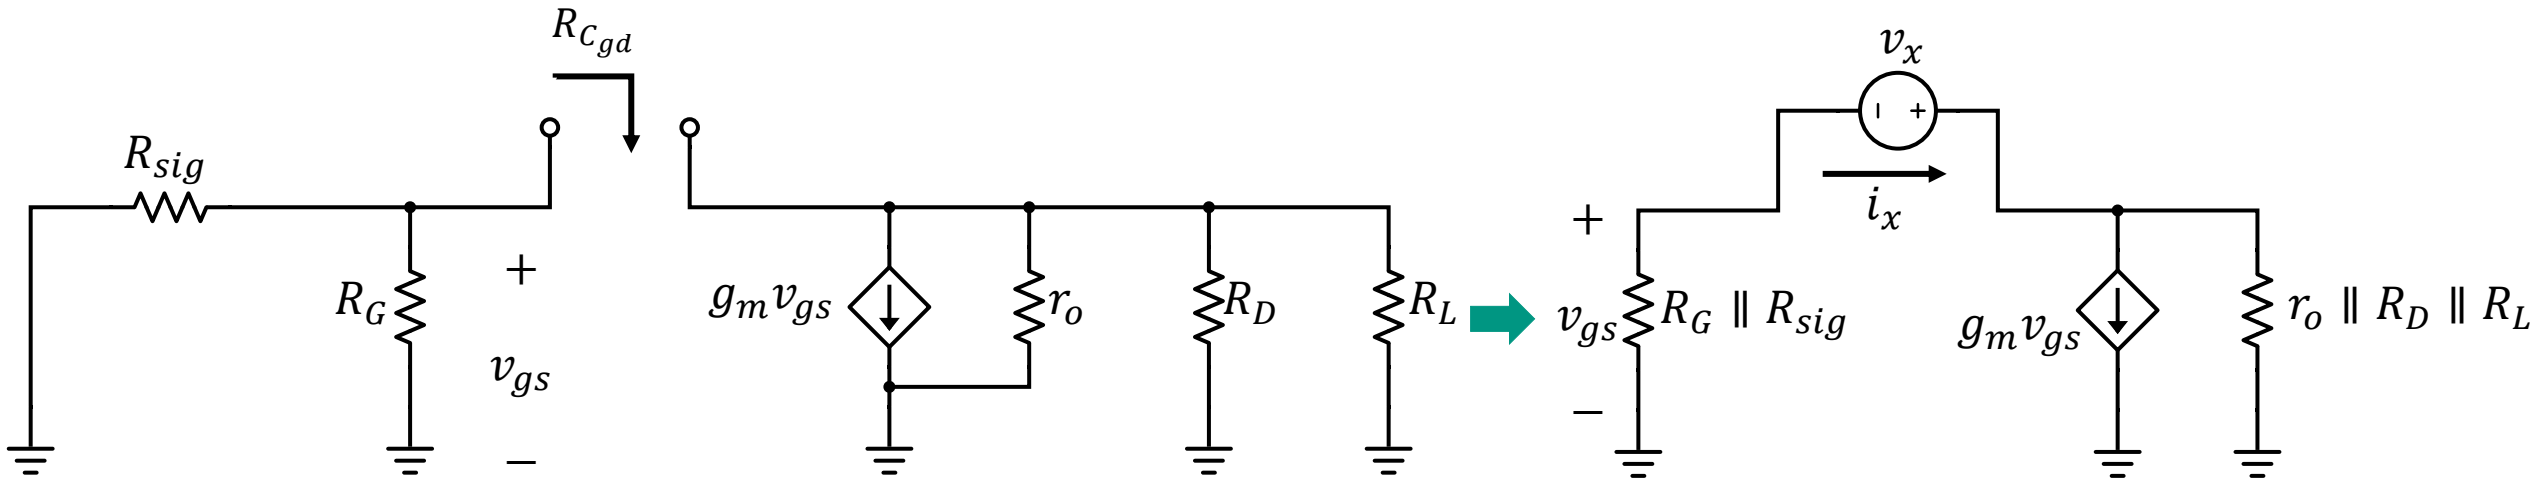 R_{C_{gd}}
R_{sig}
R_G
+
v_{gs}
−
g_m v_{gs}
r_o
R_D
R_L
v_x
− +
i_x
+
v_{gs}
−
R_G ∥ R_{sig}
g_m v_{gs}
r_o ∥ R_D ∥ R_L